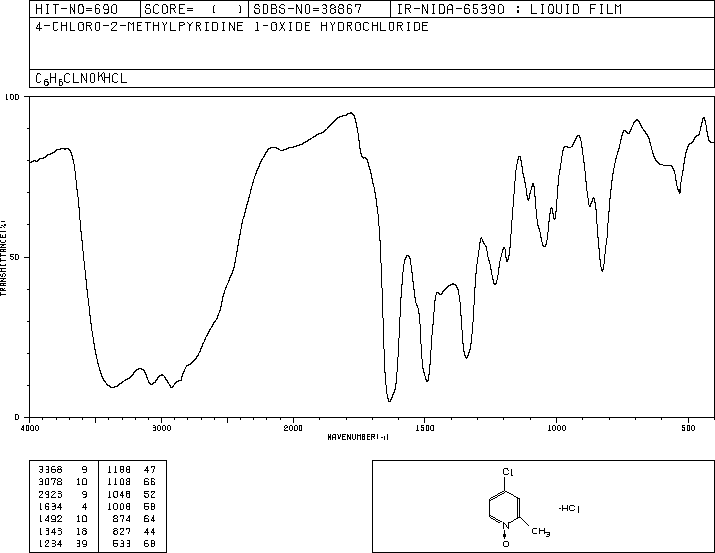 HIT-NO=690 SCORE= ( ) SDBS-NO=38867 IR-NIDA-65390 : LIQUID FILM
4-CHLORO-2-METHYLPYRIDINE 1-OXIDE HYDROCHLORIDE
C6H6CLNO*HCL
100
50
0
TRANSMITTANCE(%)
4000 3000 2000 1500 1000 500
WAVENUMBER(-1)
3368 9 1188 47
3078 10 1108 66
2923 9 1048 52
1634 4 1008 60
1492 10 874 64
1343 18 827 44
1234 39 533 68
Cl
N
CH3
O
·HCl